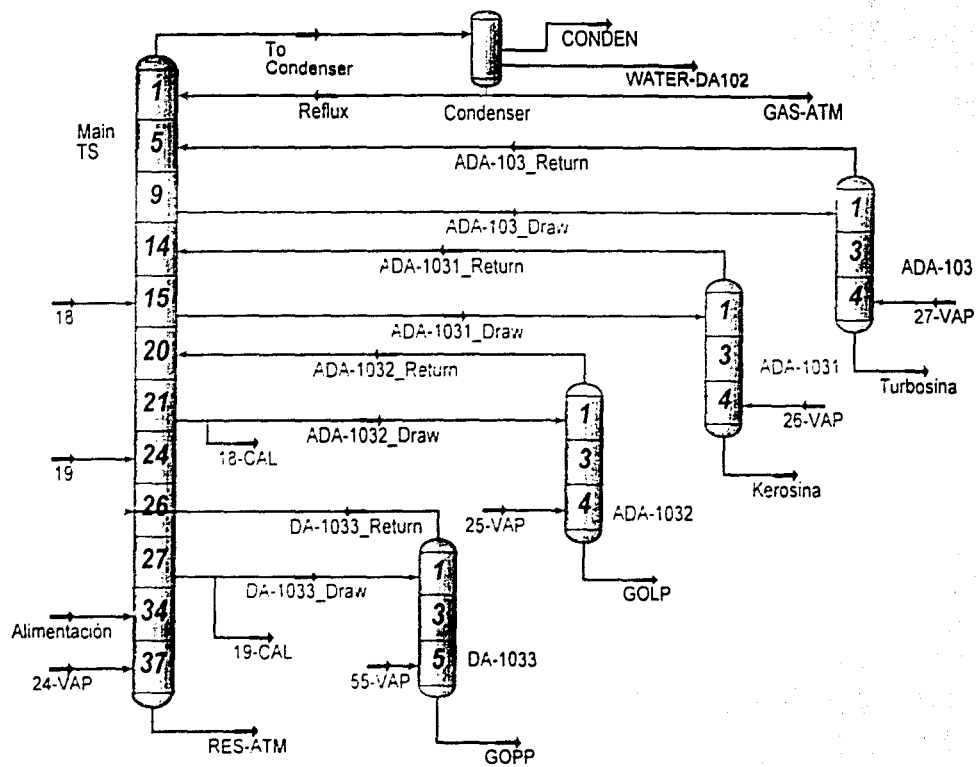 CONDEN
To
Condenser
WATER-DA102
1
Reflux
Condenser
GAS-ATM
Main
TS
5
ADA-103_Return
9
ADA-103_Draw
1
14
ADA-1031_Return
3
ADA-103
15
18
ADA-1031_Draw
1
4
27-VAP
20
ADA-1032_Return
3
ADA-1031
Turbosina
21
ADA-1032_Draw
1
4
26-VAP
18-CAL
24
19
3
Kerosina
26
DA-1033_Return
25-VAP
4
ADA-1032
27
DA-1033_Draw
1
GOLP
34
Alimentación
3
19-CAL
37
24-VAP
55-VAP
5
DA-1033
RES-ATM
GOPP